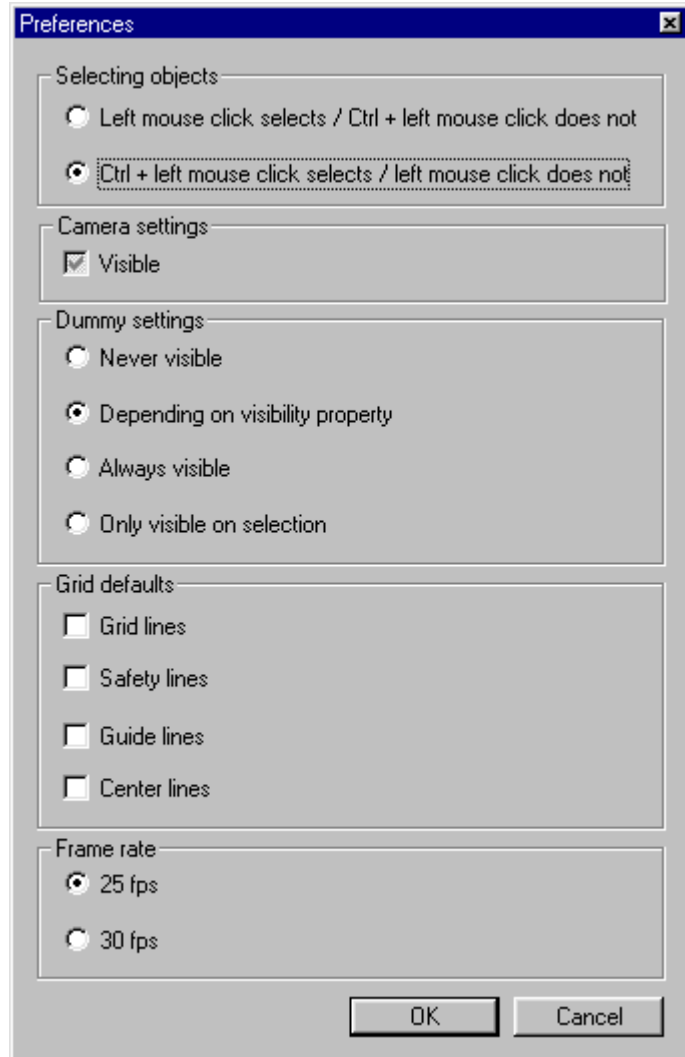 Preferences
Selecting objects
Left mouse click selects / Ctrl + left mouse click does not
Ctrl + left mouse click selects / left mouse click does not
Camera settings
Visible
Dummy settings
Never visible
Depending on visibility property
Always visible
Only visible on selection
Grid defaults
Grid lines
Safety lines
Guide lines
Center lines
Frame rate
25 fps
30 fps
OK Cancel